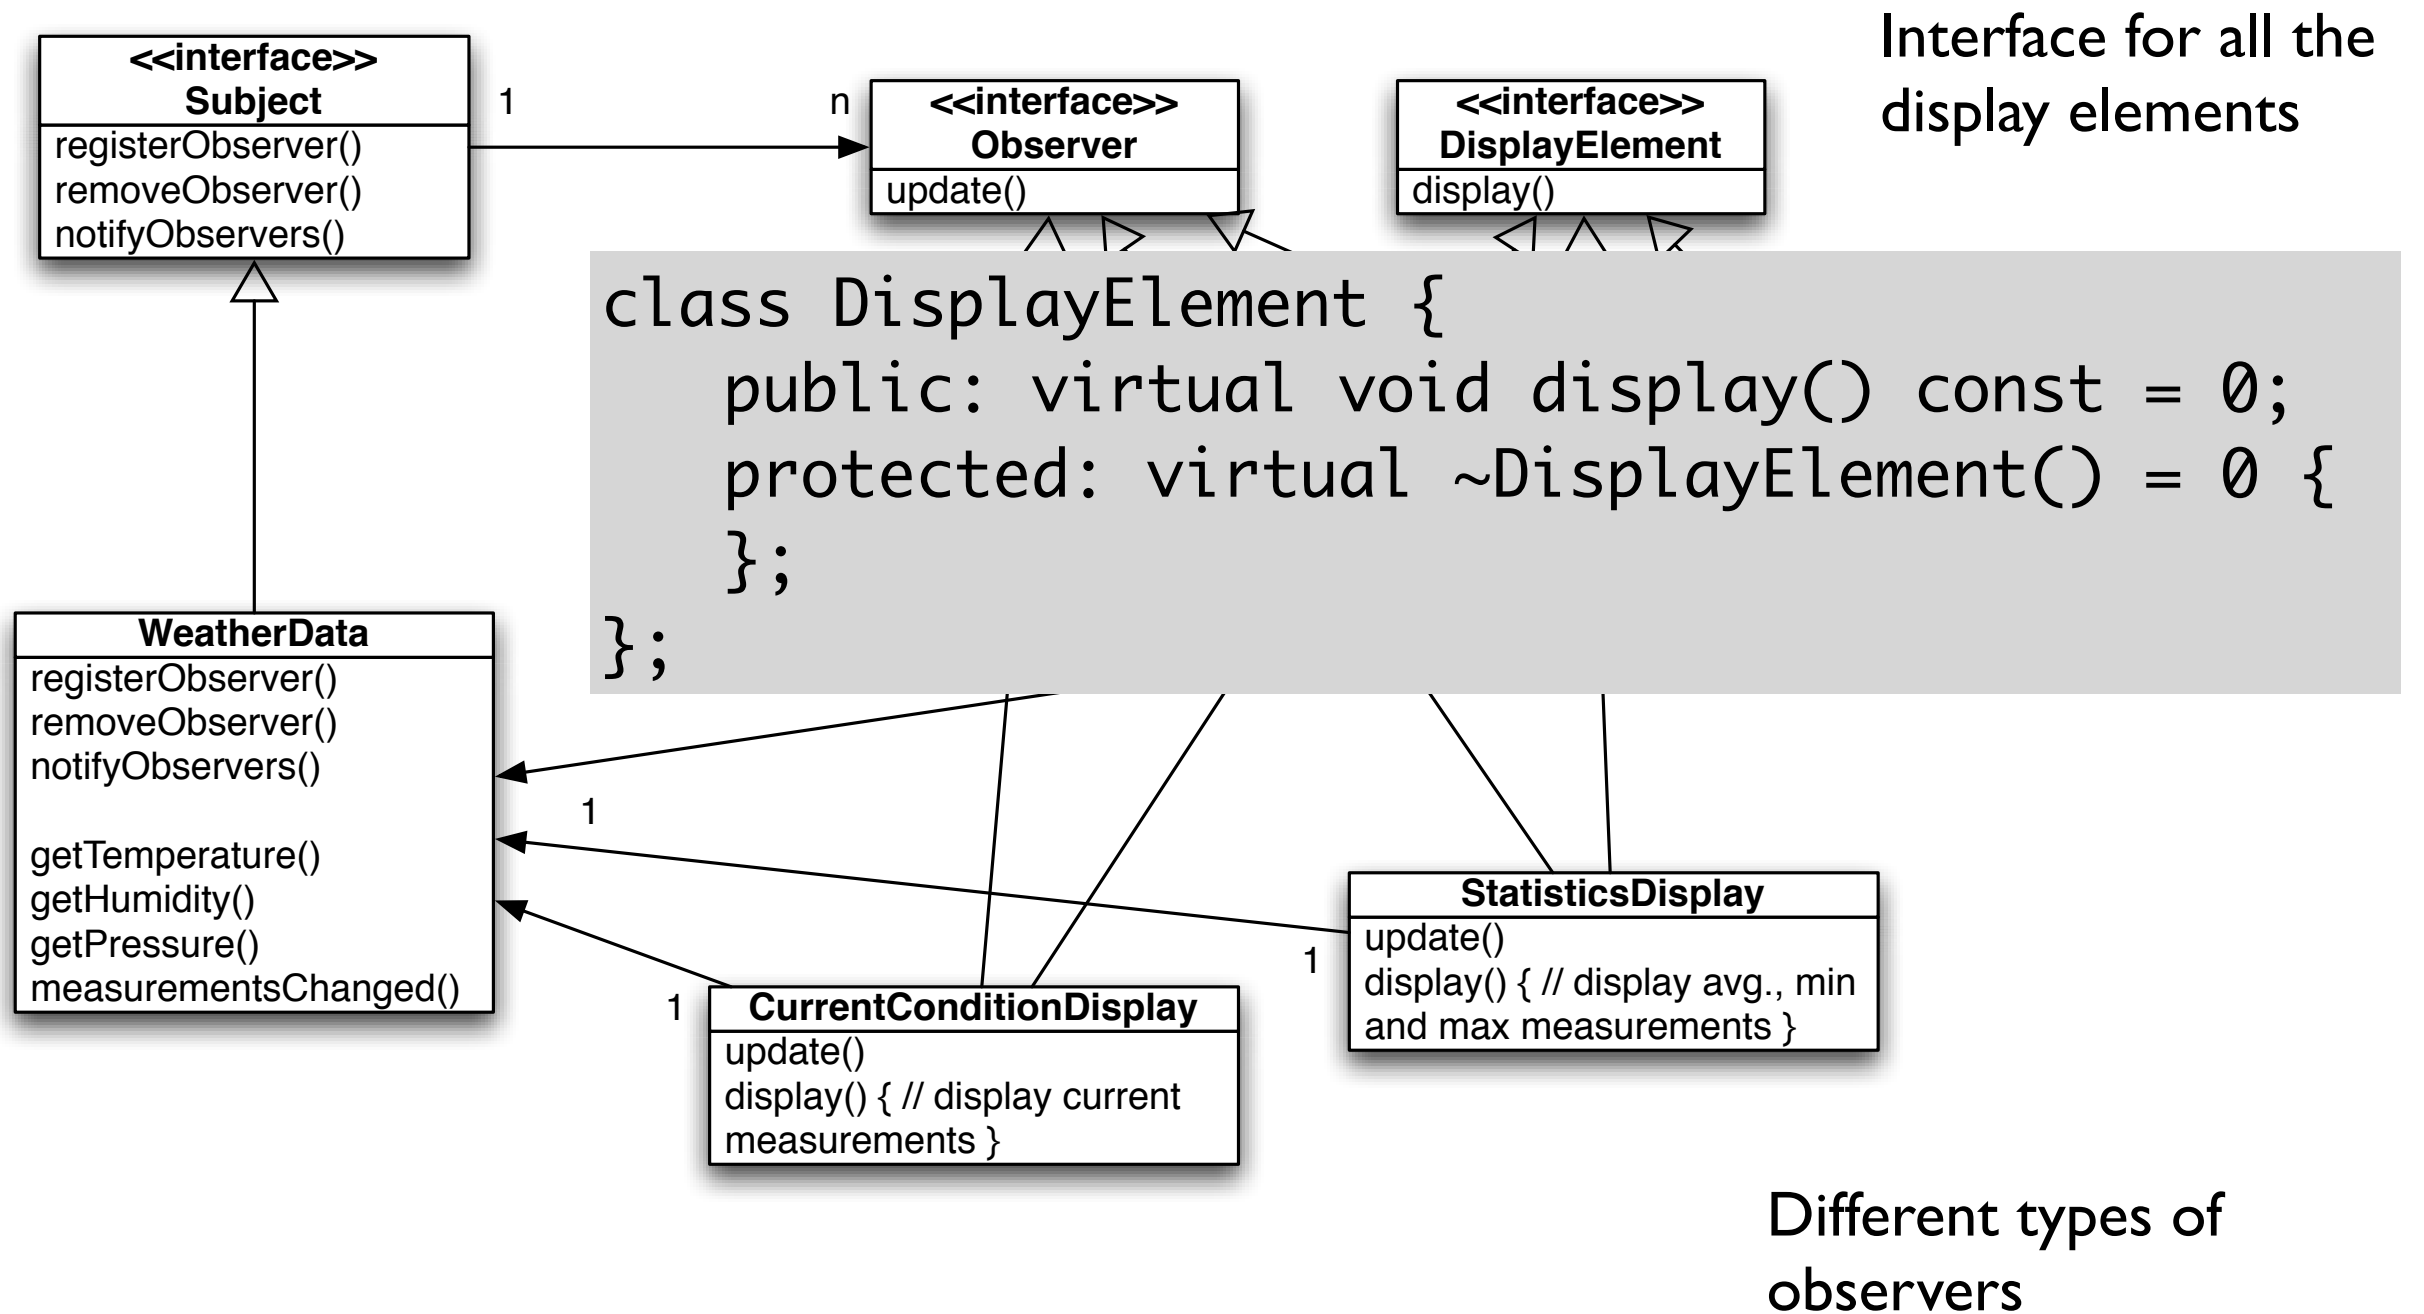 <<interface>>
Subject
registerObserver()
removeObserver()
notifyObservers()
1
n
<<interface>>
Observer
update()
<<interface>>
DisplayElement
display()
Interface for all the
display elements
class DisplayElement {
public: virtual void display() const = 0;
protected: virtual ~DisplayElement() = 0 {
};
};
WeatherData
registerObserver()
removeObserver()
notifyObservers()
getTemperature()
getHumidity()
getPressure()
measurementsChanged()
1
1
1
CurrentConditionDisplay
update()
display() { // display current
measurements }
StatisticsDisplay
update()
display() { // display avg., min
and max measurements }
Different types of
observers